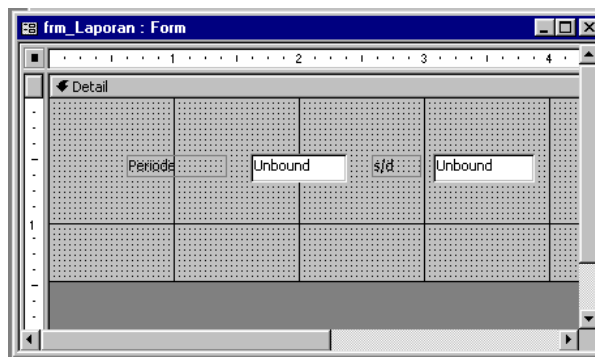 frm_Laporan : Form
1 2 3 4
Detail
Periode Unbound s/d Unbound
1